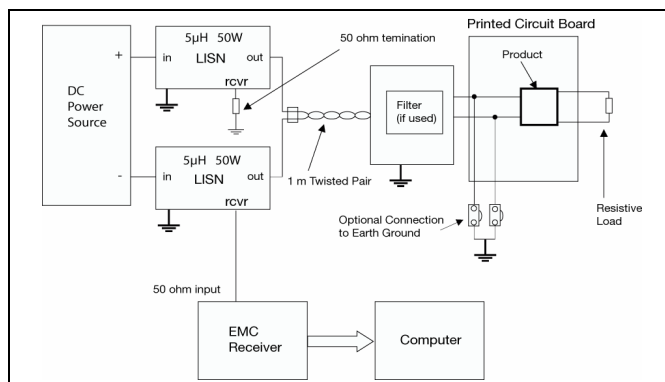 Printed Circuit Board
5µH 50W
LISN
in
out
rcvr
50 ohm temination
Product
+
DC
Power
Source
Filter
(if used)
5µH 50W
LISN
-
in
out
rcvr
1 m Twisted Pair
Optional Connection
to Earth Ground
Resistive
Load
50 ohm input
EMC
Receiver
Computer